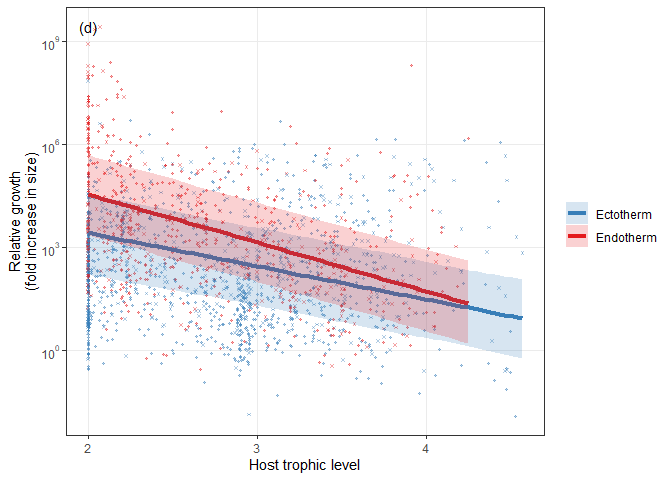 (d)
10⁹
10⁶
10³
10⁰
Relative growth
(fold increase in size)
2
3
4
Host trophic level
Ectotherm
Endotherm